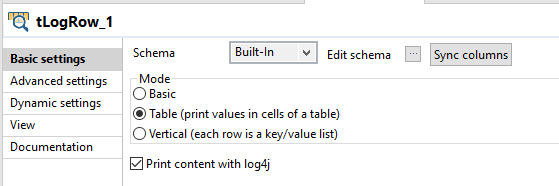 tLogRow_1
Basic settings
Advanced settings
Dynamic settings
View
Documentation
Schema Built-In Edit schema ... Sync columns
Mode
Basic
Table (print values in cells of a table)
Vertical (each row is a key/value list)
Print content with log4j